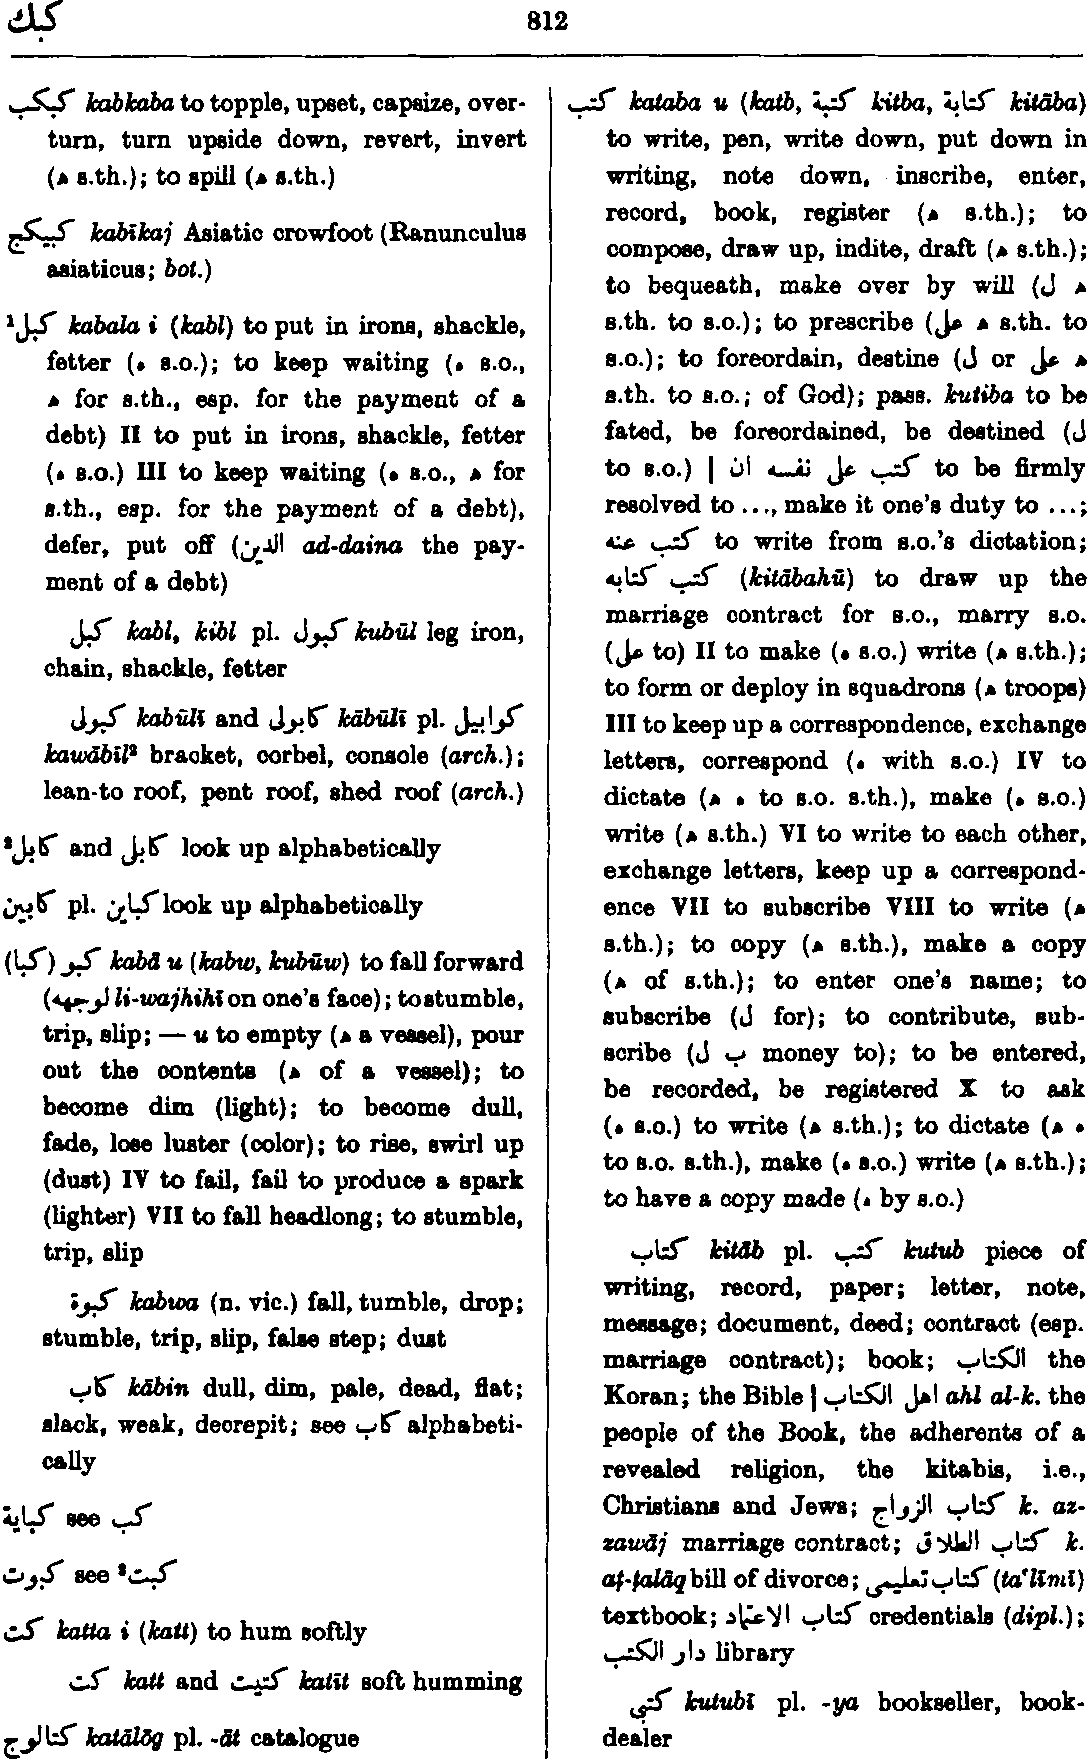 كبك
812
كبكب kabkaba to topple, upset, capsize, over-
turn, turn upside down, revert, invert
(ه s.th.); to spill (ه s.th.)
كبيكج kabīkaj Asiatic crowfoot (Ranunculus
asiaticus; bot.)
¹كبل kabala i (kabl) to put in irons, shackle,
fetter (ه s.o.); to keep waiting (ه s.o.,
ه for s.th., esp. for the payment of a
debt) II to put in irons, shackle, fetter
(ه s.o.) III to keep waiting (ه s.o., ه for
s.th., esp. for the payment of a debt),
defer, put off (الدين ad-daina the pay-
ment of a debt)
كبل kabl, kibl pl. كبول kubūl leg iron,
chain, shackle, fetter
كبولى kabūlī and كابولى kābūlī pl. كوابيل
kawābīl² bracket, corbel, console (arch.);
lean-to roof, pent roof, shed roof (arch.)
²كابل and كابل look up alphabetically
كابين pl. كباين look up alphabetically
(كبا) كبو kabā u (kabw, kubūw) to fall forward
(لوجهه li-wajhihī on one's face); to stumble,
trip, slip; — u to empty (ه a vessel), pour
out the contents (ه of a vessel); to
become dim (light); to become dull,
fade, lose luster (color); to rise, swirl up
(dust) IV to fail, fail to produce a spark
(lighter) VII to fall headlong; to stumble,
trip, slip
كبوة kabwa (n. vic.) fall, tumble, drop;
stumble, trip, slip, false step; dust
كاب kābin dull, dim, pale, dead, flat;
slack, weak, decrepit; see كاب alphabeti-
cally
كباية see كب
كبوت see ²كبت
كت katta i (katt) to hum softly
كت katt and كتيت katīt soft humming
كتالوج katālōg pl. -āt catalogue
كتب kataba u (katb, كتبة kitba, كتابة kitāba)
to write, pen, write down, put down in
writing, note down, inscribe, enter,
record, book, register (ه s.th.); to
compose, draw up, indite, draft (ه s.th.);
to bequeath, make over by will (ل ه
s.th. to s.o.); to prescribe (على ه s.th. to
s.o.); to foreordain, destine (ل or على ه
s.th. to s.o.; of God); pass. kutiba to be
fated, be foreordained, be destined (ل
to s.o.) | كتب على نفسه ان to be firmly
resolved to ..., make it one's duty to ...;
كتب عنه to write from s.o.'s dictation;
كتب كتابه (kitābahū) to draw up the
marriage contract for s.o., marry s.o.
(على to) II to make (ه s.o.) write (ه s.th.);
to form or deploy in squadrons (ه troops)
III to keep up a correspondence, exchange
letters, correspond (ه with s.o.) IV to
dictate (ه ه to s.o. s.th.), make (ه s.o.)
write (ه s.th.) VI to write to each other,
exchange letters, keep up a correspond-
ence VII to subscribe VIII to write (ه
s.th.); to copy (ه s.th.), make a copy
(ه of s.th.); to enter one's name; to
subscribe (ل for); to contribute, sub-
scribe (ل ب money to); to be entered,
be recorded, be registered X to ask
(ه s.o.) to write (ه s.th.); to dictate (ه ه
to s.o. s.th.), make (ه s.o.) write (ه s.th.);
to have a copy made (ه by s.o.)
كتاب kitāb pl. كتب kutub piece of
writing, record, paper; letter, note,
message; document, deed; contract (esp.
marriage contract); book; الكتاب the
Koran; the Bible | اهل الكتاب ahl al-k. the
people of the Book, the adherents of a
revealed religion, the kitabis, i.e.,
Christians and Jews; كتاب الزواج k. az-
zawāj marriage contract; كتاب الطلاق k.
aṭ-ṭalāq bill of divorce; كتاب تعليمى (ta'līmī)
textbook; كتاب الاعتماد credentials (dipl.);
دار الكتب library
كتبى kutubī pl. -ya bookseller, book-
dealer